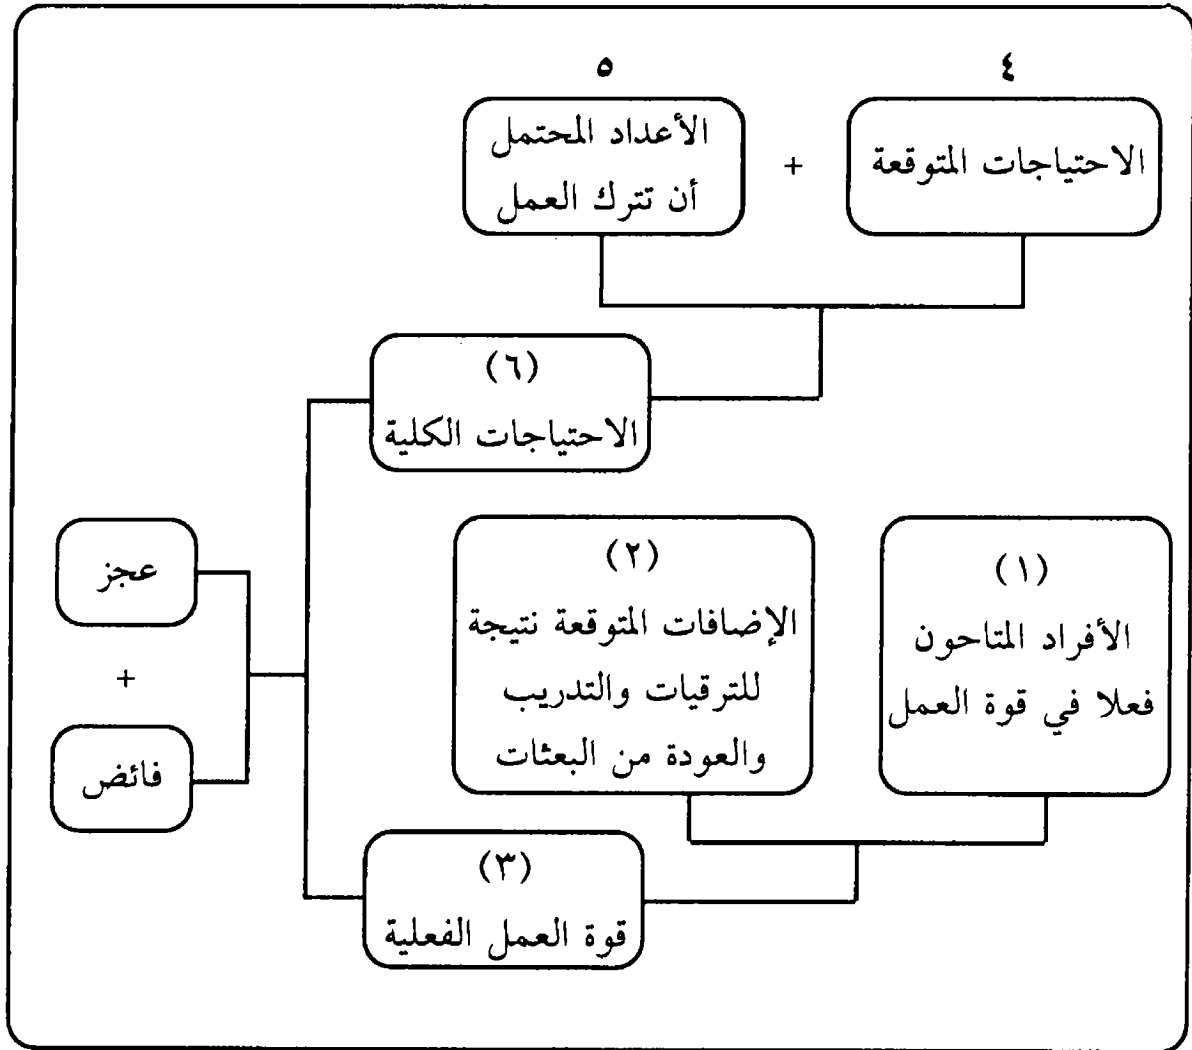 ٤
الاحتياجات المتوقعة
+
٥
الأعداد المحتمل
أن تترك العمل
(٦)
الاحتياجات الكلية
(١)
الأفراد المتاحون
فعلا في قوة العمل
(٢)
الإضافات المتوقعة نتيجة
للترقيات والتدريب
والعودة من البعثات
(٣)
قوة العمل الفعلية
عجز
+
فائض